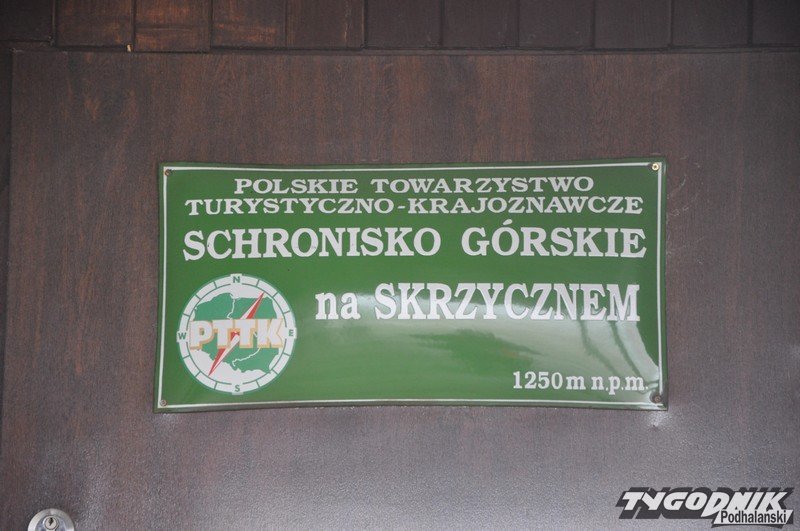 POLSKIE TOWARZYSTWO
TURYSTYCZNO-KRAJOZNAWCZE
SCHRONISKO GÓRSKIE
na SKRZYCZNEM
N
W PTTK E
S
1250 m n.p.m.
TYGODNIK
Podhalański